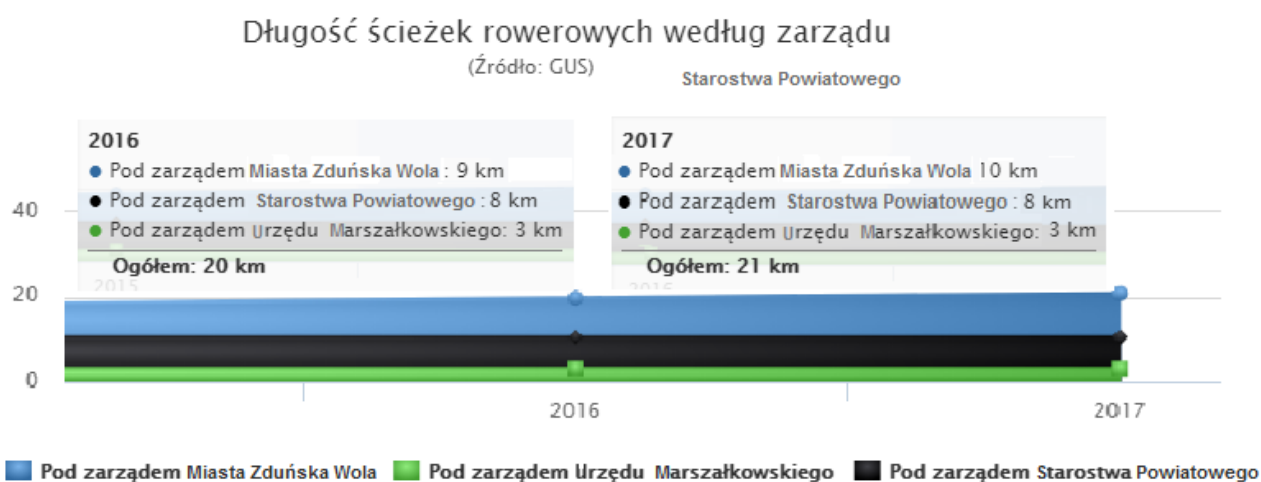 Długość ścieżek rowerowych według zarządu
(Źródło: GUS)
Starostwa Powiatowego
2016
Pod zarządem Miasta Zduńska Wola : 9 km
Pod zarządem Starostwa Powiatowego : 8 km
Pod zarządem Urzędu Marszałkowskiego: 3 km
Ogółem: 20 km
2015
2017
Pod zarządem Miasta Zduńska Wola 10 km
Pod zarządem Starostwa Powiatowego : 8 km
Pod zarządem Urzędu Marszałkowskiego: 3 km
Ogółem: 21 km
2016
40
20
0
2016
2017
Pod zarządem Miasta Zduńska Wola
Pod zarządem Urzędu Marszałkowskiego
Pod zarządem Starostwa Powiatowego